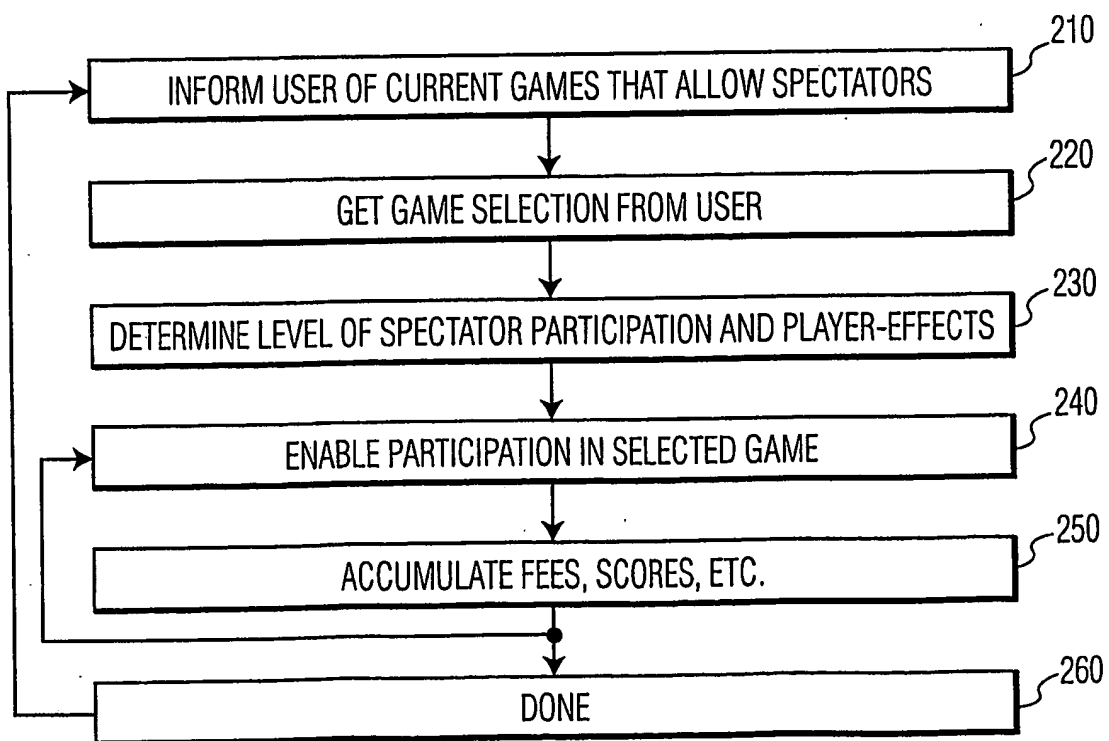 210
INFORM USER OF CURRENT GAMES THAT ALLOW SPECTATORS
220
GET GAME SELECTION FROM USER
230
DETERMINE LEVEL OF SPECTATOR PARTICIPATION AND PLAYER-EFFECTS
240
ENABLE PARTICIPATION IN SELECTED GAME
250
ACCUMULATE FEES, SCORES, ETC.
260
DONE